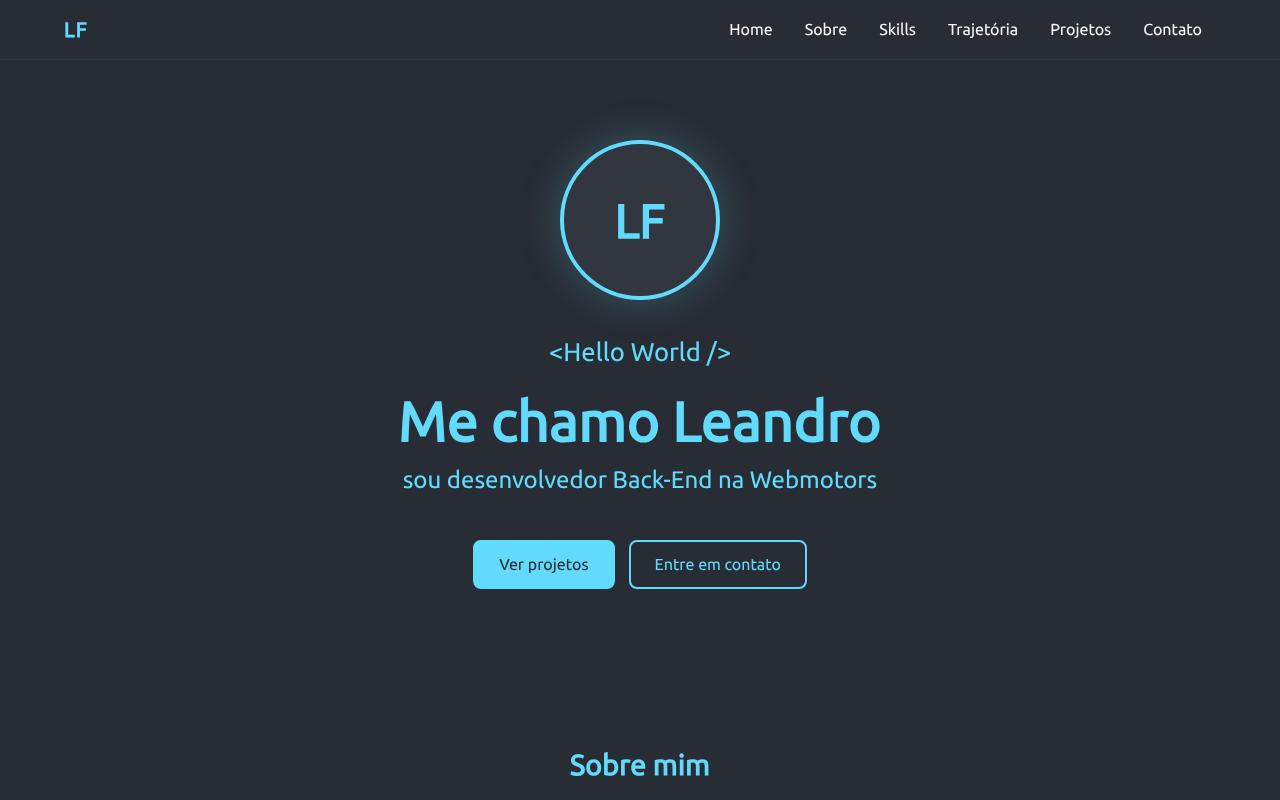 LF
Home Sobre Skills Trajetória Projetos Contato
LF
<Hello World />
Me chamo Leandro
sou desenvolvedor Back-End na Webmotors
Ver projetos Entre em contato
Sobre mim